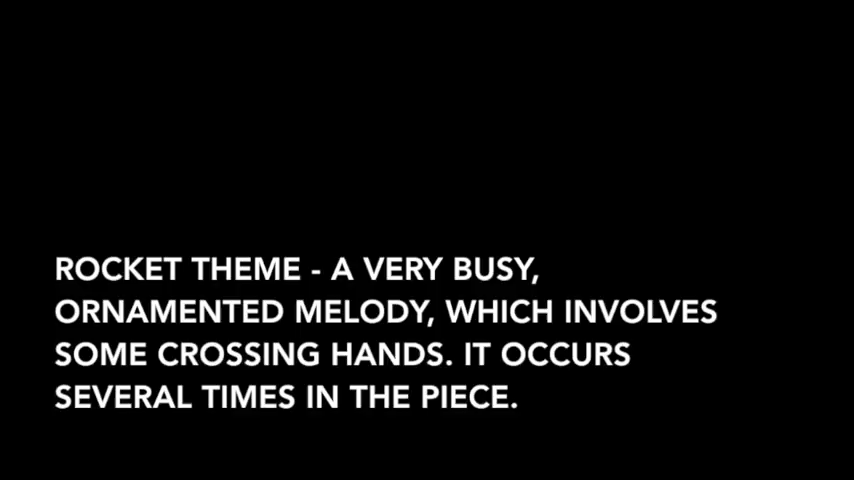 ROCKET THEME - A VERY BUSY,
ORNAMENTED MELODY, WHICH INVOLVES
SOME CROSSING HANDS. IT OCCURS
SEVERAL TIMES IN THE PIECE.